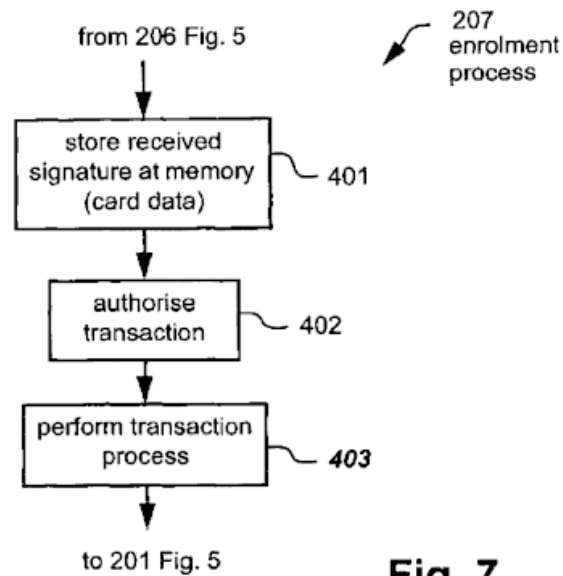 from 206 Fig. 5
207
enrolment
process
store received
signature at memory
(card data)
401
authorise
transaction
402
perform transaction
process
403
to 201 Fig. 5
Fig. 7